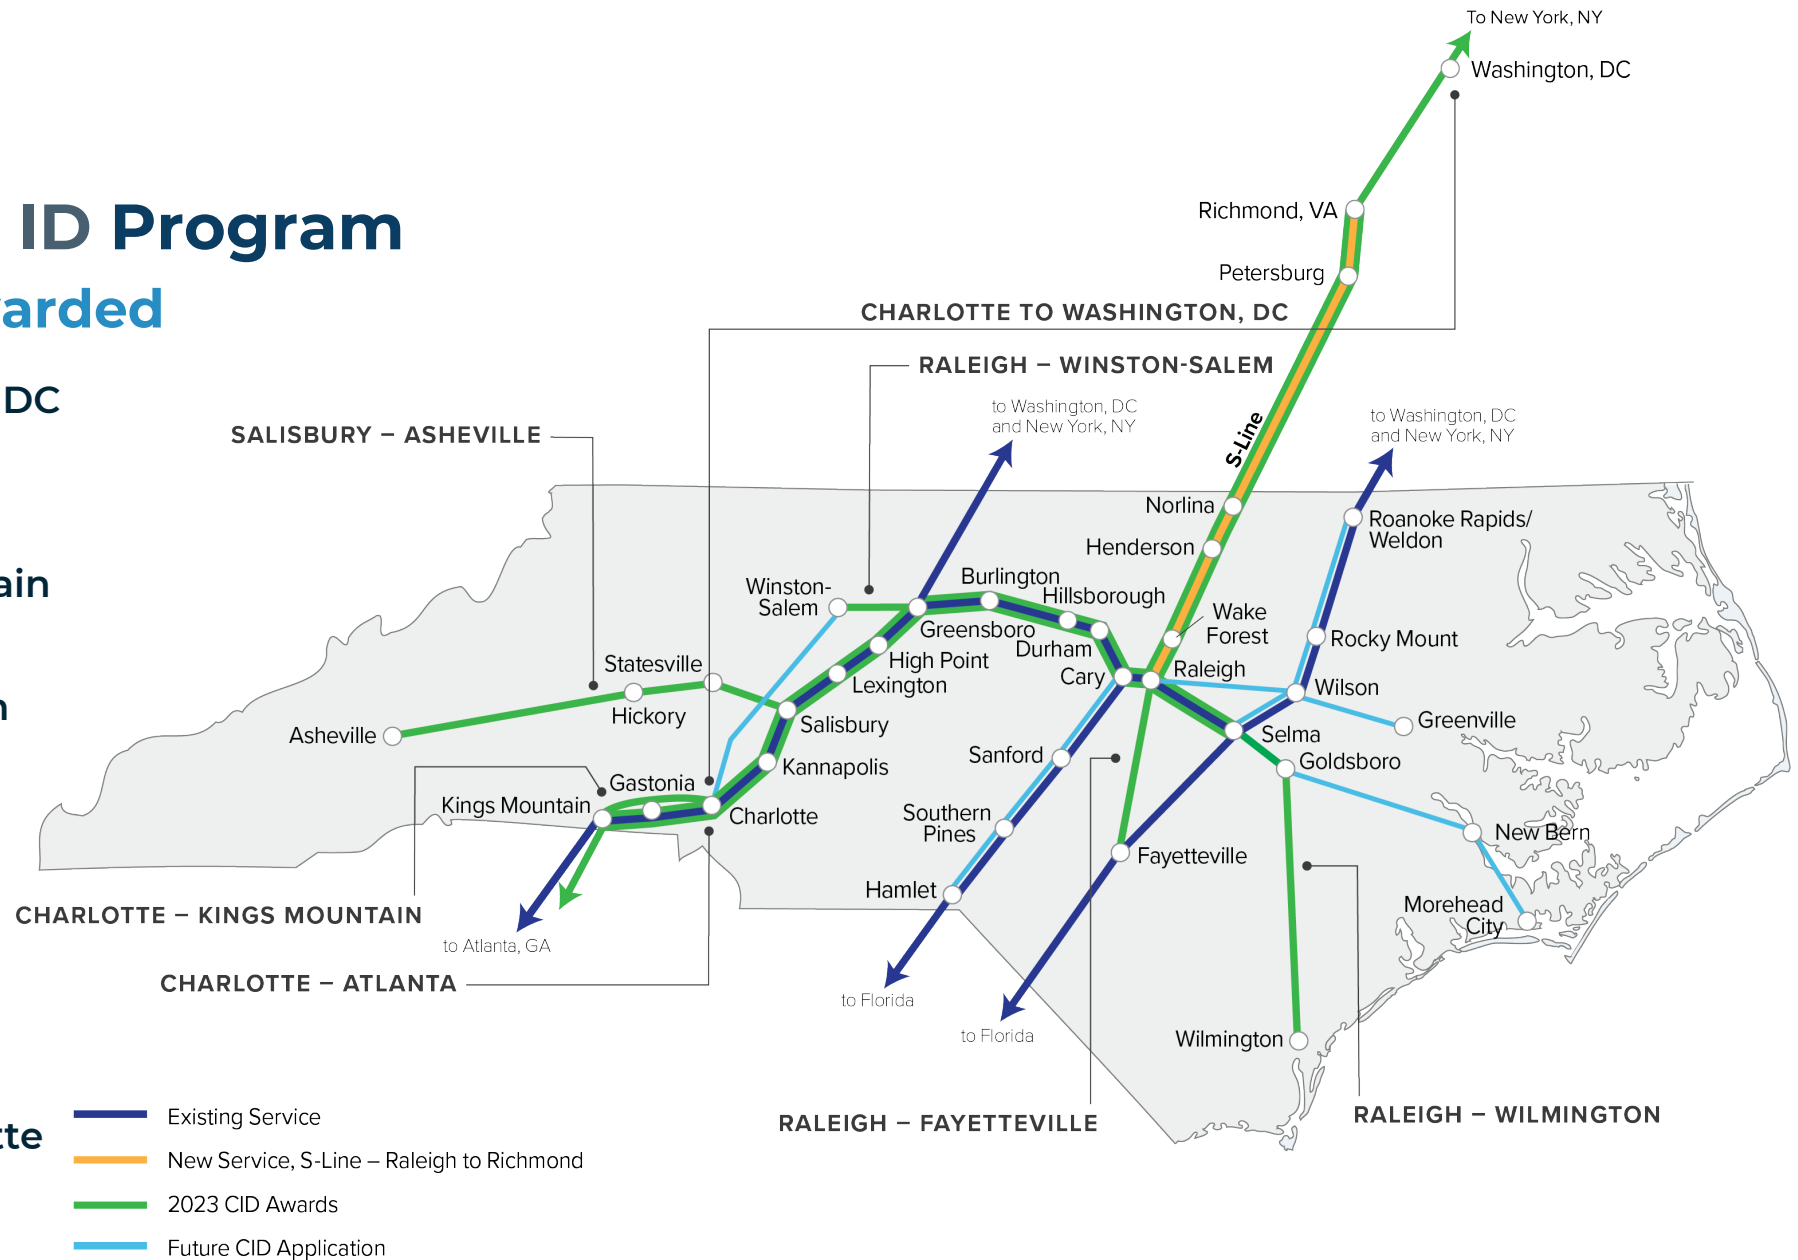 To New York, NY
Washington, DC
ID Program
Richmond, VA
Petersburg
arded
CHARLOTTE TO WASHINGTON, DC
RALEIGH – WINSTON-SALEM
DC
to Washington, DC
and New York, NY
to Washington, DC
and New York, NY
SALISBURY – ASHEVILLE
S-Line
Norlina
Roanoke Rapids/
Weldon
Henderson
ain
Winston-
Salem
Burlington
Hillsborough
Wake
Forest
Greensboro
Durham
Rocky Mount
High Point
Statesville
Cary
Raleigh
Lexington
Wilson
n
Hickory
Salisbury
Greenville
Asheville
Selma
Sanford
Goldsboro
Kannapolis
Gastonia
Kings Mountain
Charlotte
Southern
Pines
New Bern
Fayetteville
Hamlet
Morehead
City
CHARLOTTE – KINGS MOUNTAIN
to Atlanta, GA
CHARLOTTE – ATLANTA
to Florida
to Florida
Wilmington
RALEIGH – FAYETTEVILLE
RALEIGH – WILMINGTON
tte
Existing Service
New Service, S-Line – Raleigh to Richmond
2023 CID Awards
Future CID Application